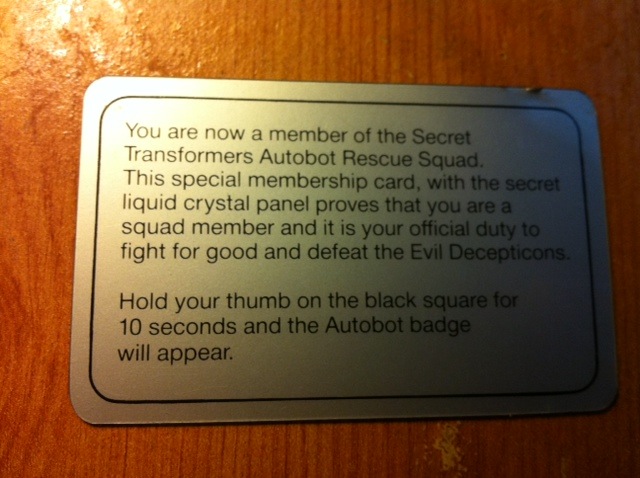 You are now a member of the Secret
Transformers Autobot Rescue Squad.
This special membership card, with the secret
liquid crystal panel proves that you are a
squad member and it is your official duty to
fight for good and defeat the Evil Decepticons.
Hold your thumb on the black square for
10 seconds and the Autobot badge
will appear.